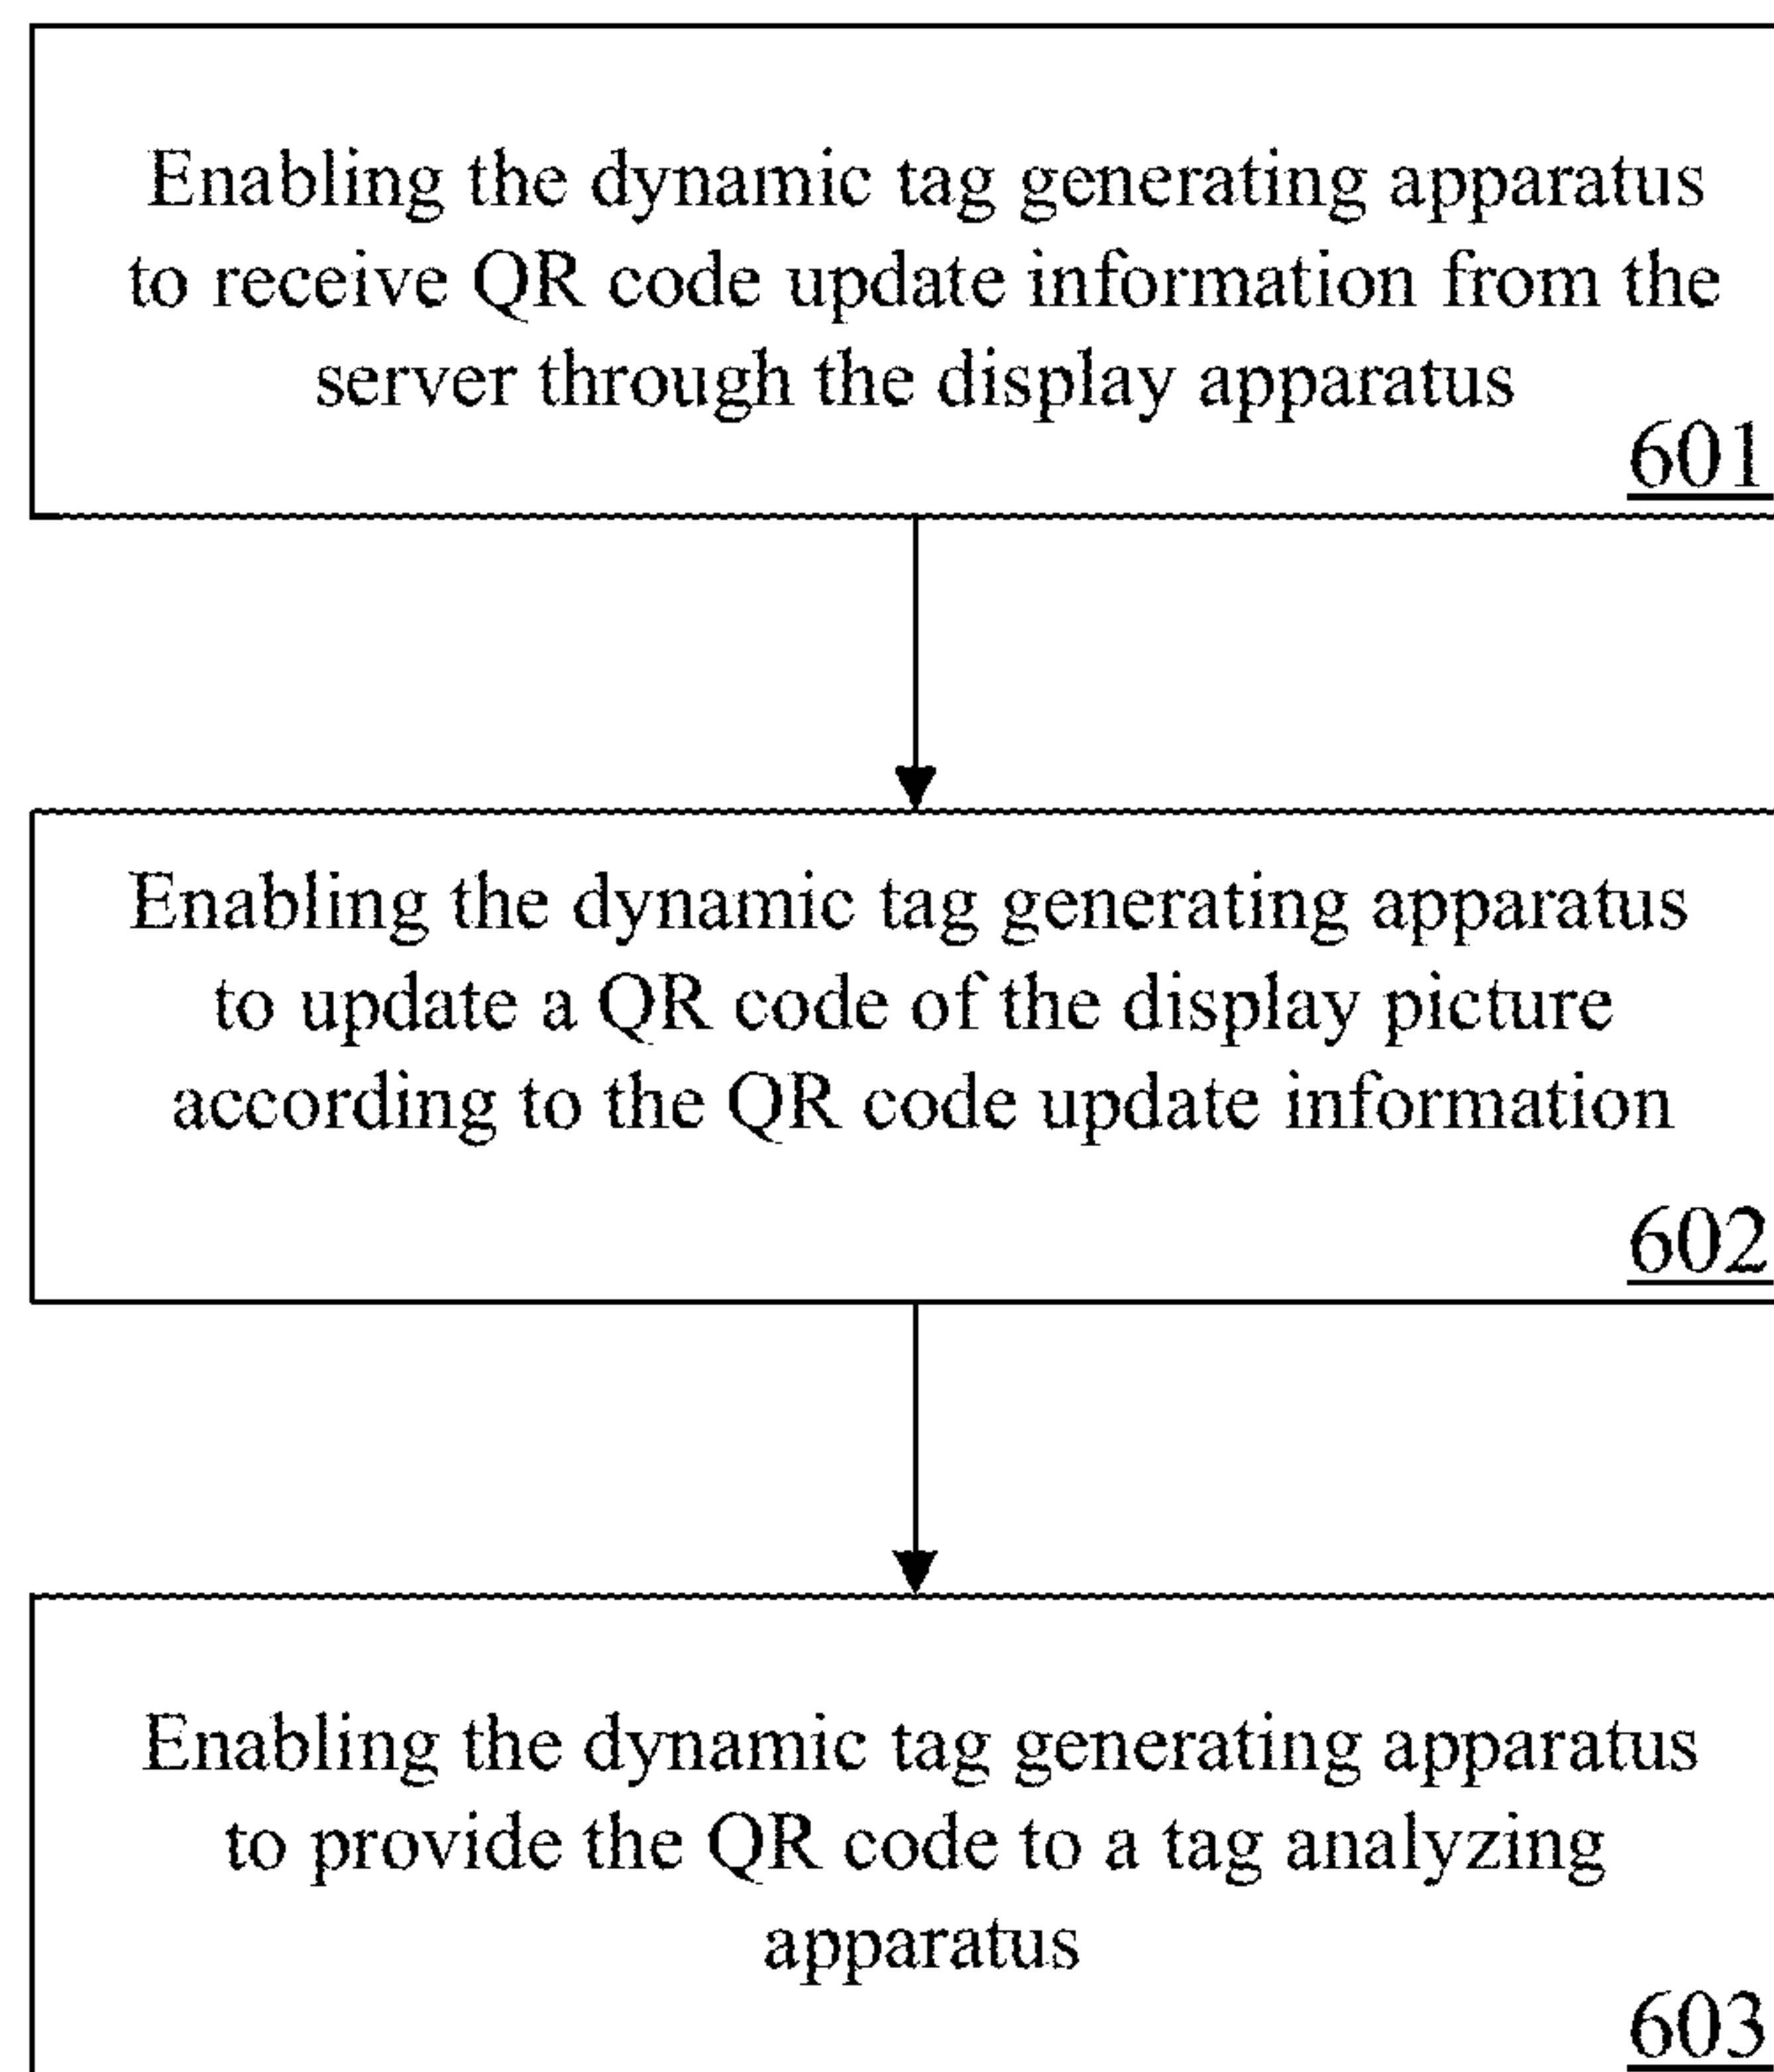 Enabling the dynamic tag generating apparatus
to receive QR code update information from the
server through the display apparatus
601
Enabling the dynamic tag generating apparatus
to update a QR code of the display picture
according to the QR code update information
602
Enabling the dynamic tag generating apparatus
to provide the QR code to a tag analyzing
apparatus
603